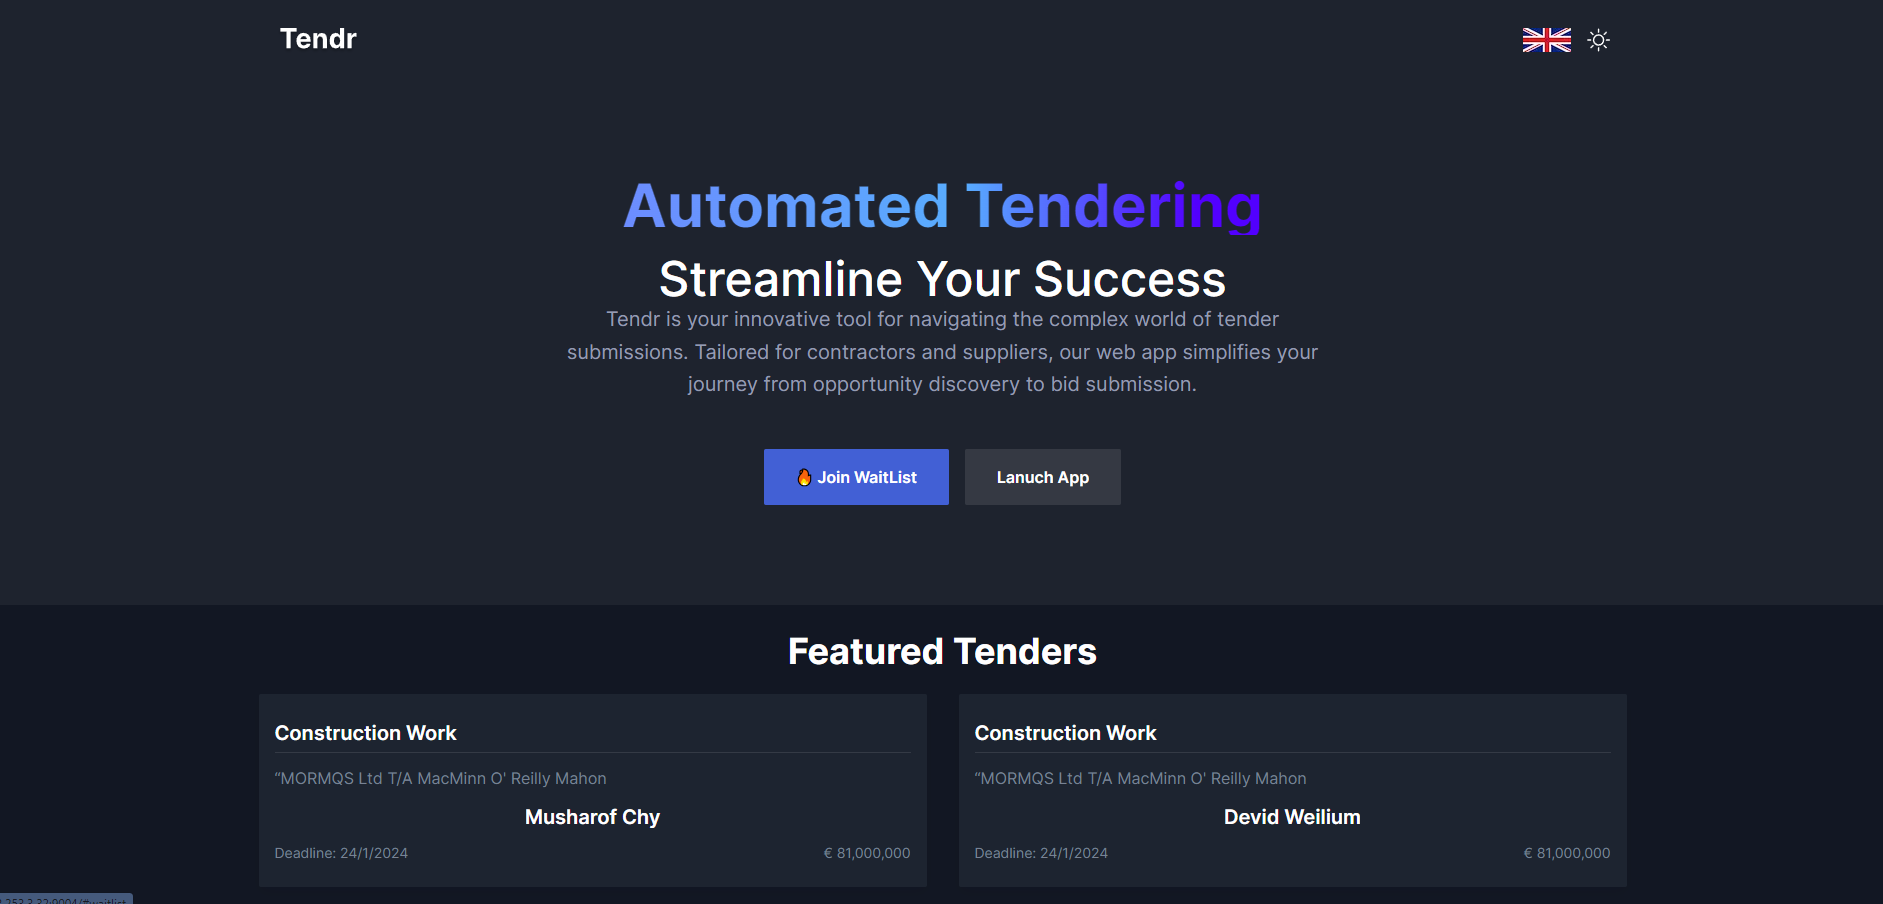 Tendr
Automated Tendering
Streamline Your Success
Tendr is your innovative tool for navigating the complex world of tender
submissions. Tailored for contractors and suppliers, our web app simplifies your
journey from opportunity discovery to bid submission.
🔥 Join WaitList
Lanuch App
Featured Tenders
Construction Work
“MORMQS Ltd T/A MacMinn O' Reilly Mahon
Musharof Chy
Deadline: 24/1/2024
€ 81,000,000
Construction Work
“MORMQS Ltd T/A MacMinn O' Reilly Mahon
Devid Weilium
Deadline: 24/1/2024
€ 81,000,000